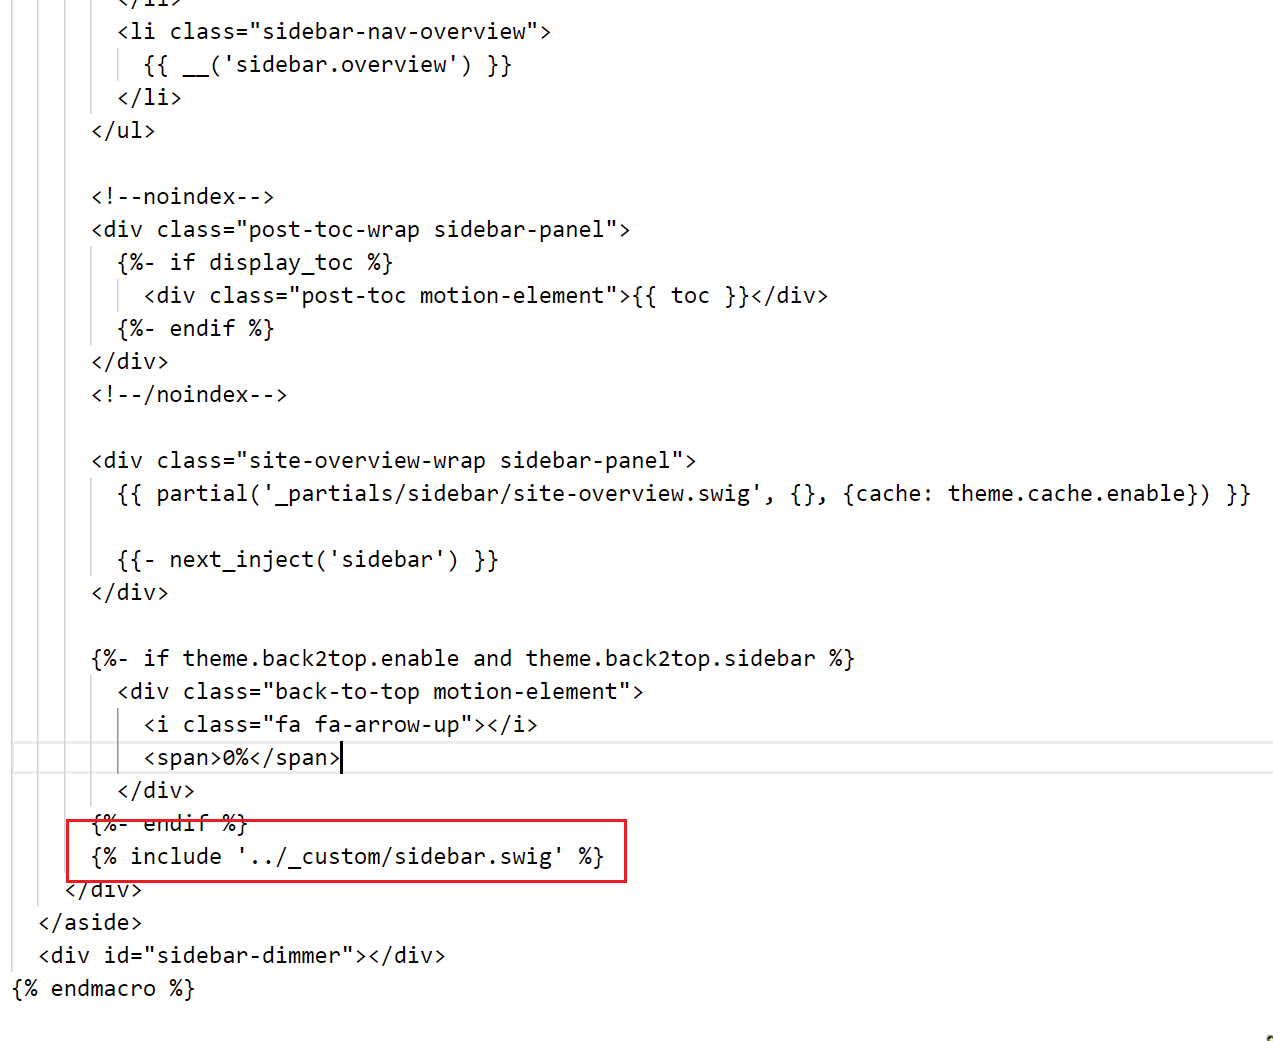 </li>
<li class="sidebar-nav-overview">
{{ __('sidebar.overview') }}
</li>
</ul>
<!--noindex-->
<div class="post-toc-wrap sidebar-panel">
{%- if display_toc %}
<div class="post-toc motion-element">{{ toc }}</div>
{%- endif %}
</div>
<!--/noindex-->
<div class="site-overview-wrap sidebar-panel">
{{ partial('_partials/sidebar/site-overview.swig', {}, {cache: theme.cache.enable}) }}
{{- next_inject('sidebar') }}
</div>
{%- if theme.back2top.enable and theme.back2top.sidebar %}
<div class="back-to-top motion-element">
<i class="fa fa-arrow-up"></i>
<span>0%</span>
</div>
{%- endif %}
{% include '../_custom/sidebar.swig' %}
</div>
</aside>
<div id="sidebar-dimmer"></div>
{% endmacro %}